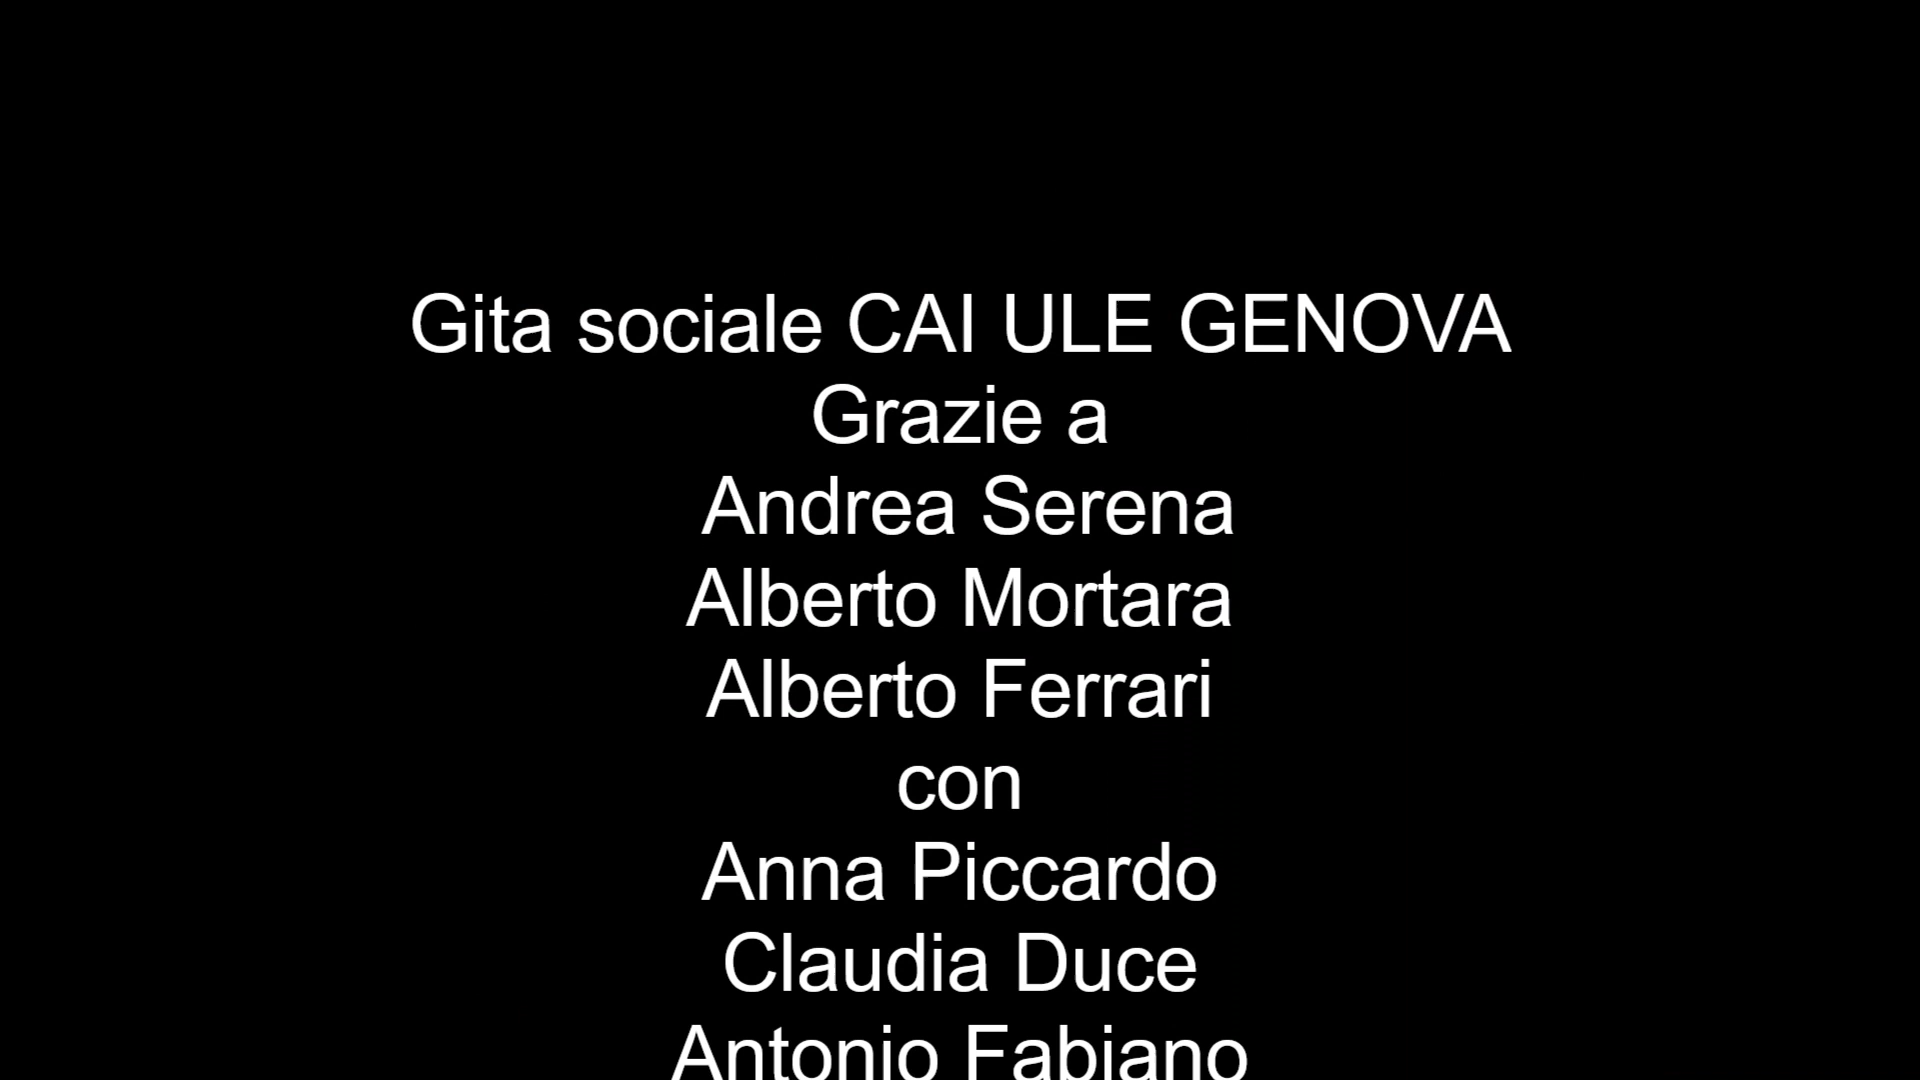 Gita sociale CAI ULE GENOVA
Grazie a
Andrea Serena
Alberto Mortara
Alberto Ferrari
con
Anna Piccardo
Claudia Duce
Antonio Fabiano